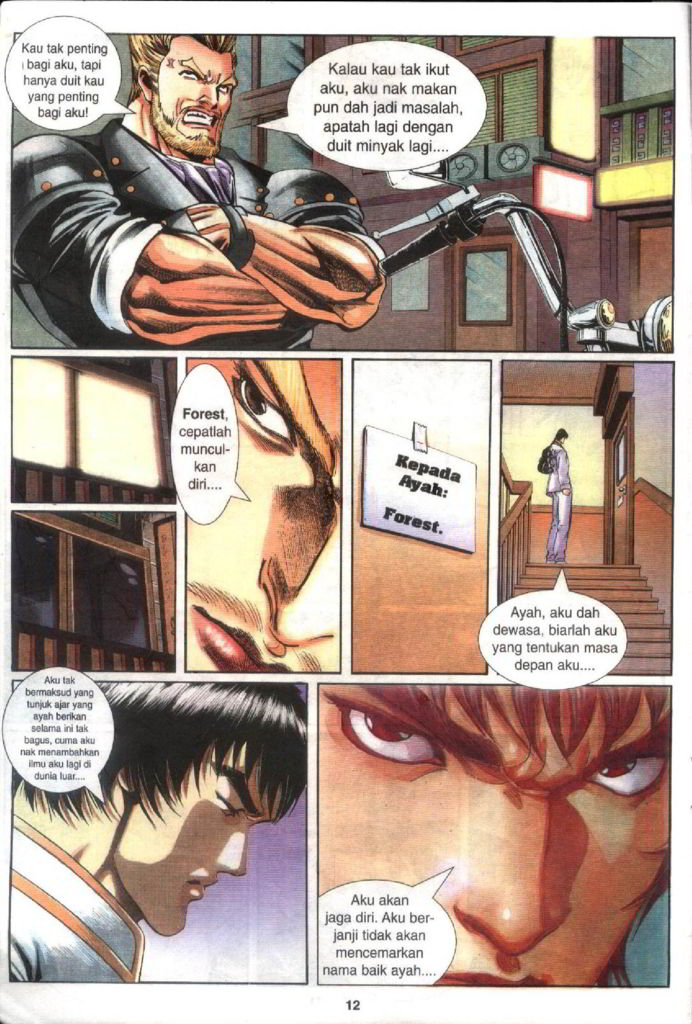 Kau tak penting
bagi aku, tapi
hanya duit kau
yang penting
bagi aku!
Kalau kau tak ikut
aku, aku nak makan
pun dah jadi masalah,
apatah lagi dengan
duit minyak lagi....
Forest,
cepatlah
muncul-
kan
diri....
Kepada
Ayah:
Forest.
Ayah, aku dah
dewasa, biarlah aku
yang tentukan masa
depan aku....
Aku tak
bermaksud yang
tunjuk ajar yang
ayah berikan
selama ini tak
bagus, cuma aku
nak menambahkan
ilmu aku lagi di
dunia luar....
Aku akan
jaga diri. Aku ber-
janji tidak akan
mencemarkan
nama baik ayah....
12